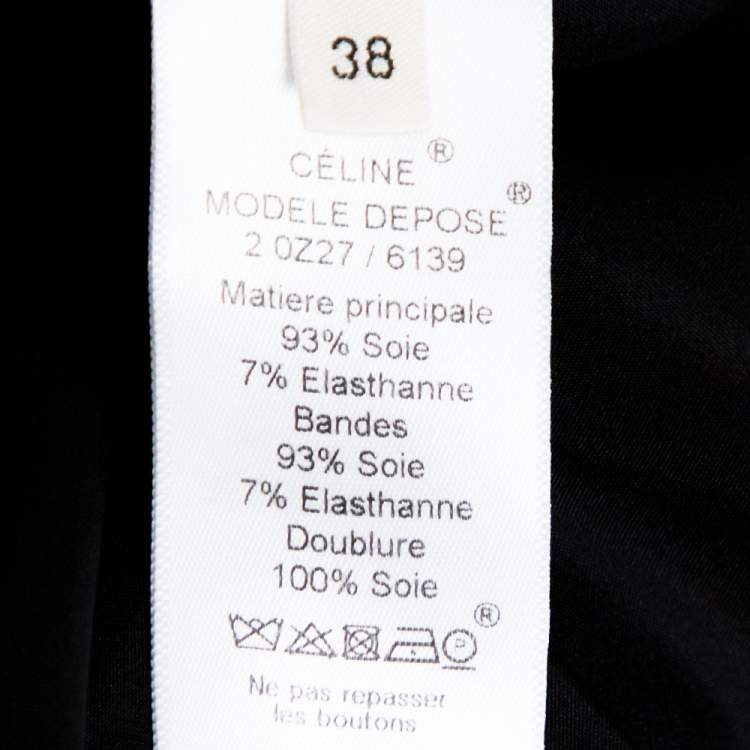 38
CÉLINE®
MODELE DEPOSE®
2 0Z27 / 6139
Matiere principale
93% Soie
7% Elasthanne
Bandes
93% Soie
7% Elasthanne
Doublure
100% Soie
P ®
Ne pas repasser
les boutons